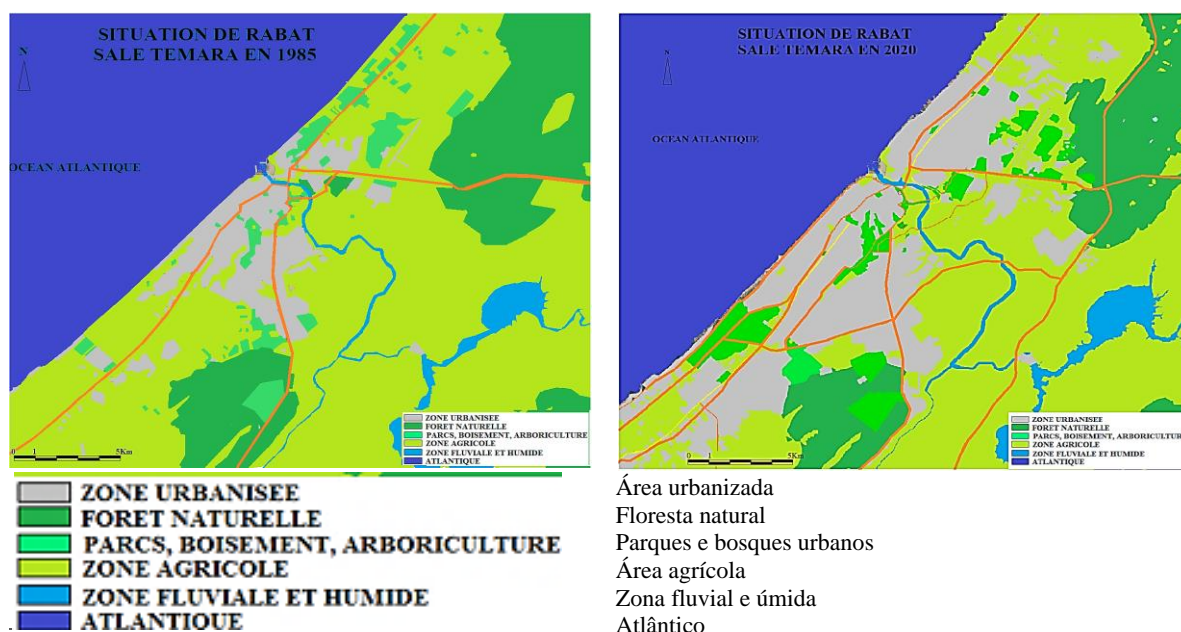 SITUATION DE RABAT
SALE TEMARA EN 1985
N
OCEAN ATLANTIQUE
ZONE URBANISEE
FORET NATURELLE
PARCS, BOISEMENT, ARBORICULTURE
ZONE AGRICOLE
ZONE FLUVIALE ET HUMIDE
ATLANTIQUE
0 1 5Km
SITUATION DE RABAT
SALE TEMARA EN 2020
N
OCEAN ATLANTIQUE
ZONE URBANISEE
FORET NATURELLE
PARCS, BOISEMENT, ARBORICULTURE
ZONE AGRICOLE
ZONE FLUVIALE ET HUMIDE
ATLANTIQUE
0 1 5Km
ZONE URBANISEE
FORET NATURELLE
PARCS, BOISEMENT, ARBORICULTURE
ZONE AGRICOLE
ZONE FLUVIALE ET HUMIDE
ATLANTIQUE
Área urbanizada
Floresta natural
Parques e bosques urbanos
Área agrícola
Zona fluvial e úmida
Atlântico